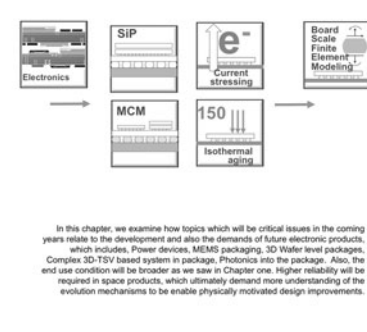 Electronics
SiP
MCM
e-
Current
stressing
150
Isothermal
aging
Board
Scale
Finite
Element
Modeling
In this chapter, we examine how topics which will be critical issues in the coming
years relate to the development and also the demands of future electronic products,
which includes, Power devices, MEMS packaging, 3D Wafer level packages,
Complex 3D-TSV based system in package, Photonics into the package. Also, the
end use condition will be broader as we saw in Chapter one. Higher reliability will be
required in space products, which ultimately demand more understanding of the
evolution mechanisms to be enable physically motivated design improvements.